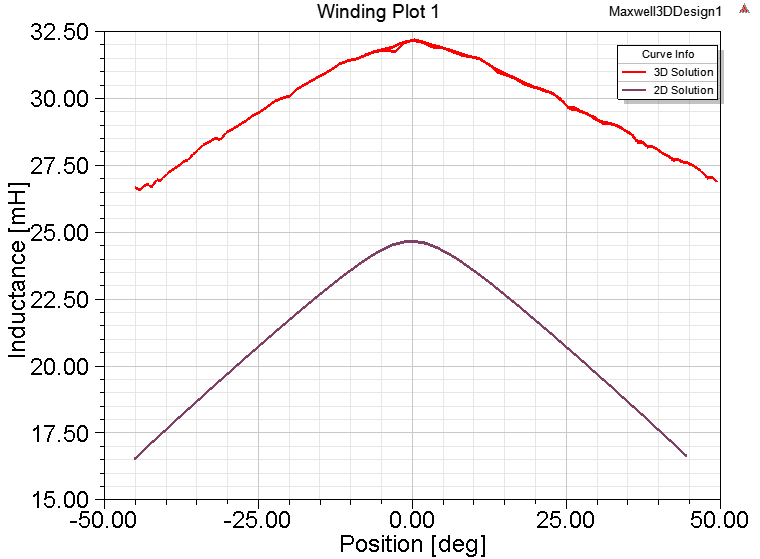 Winding Plot 1
Maxwell3DDesign1
Curve Info
3D Solution
2D Solution
32.50
30.00
27.50
25.00
22.50
20.00
17.50
15.00
Inductance [mH]
-50.00 -25.00 0.00 25.00 50.00
Position [deg]